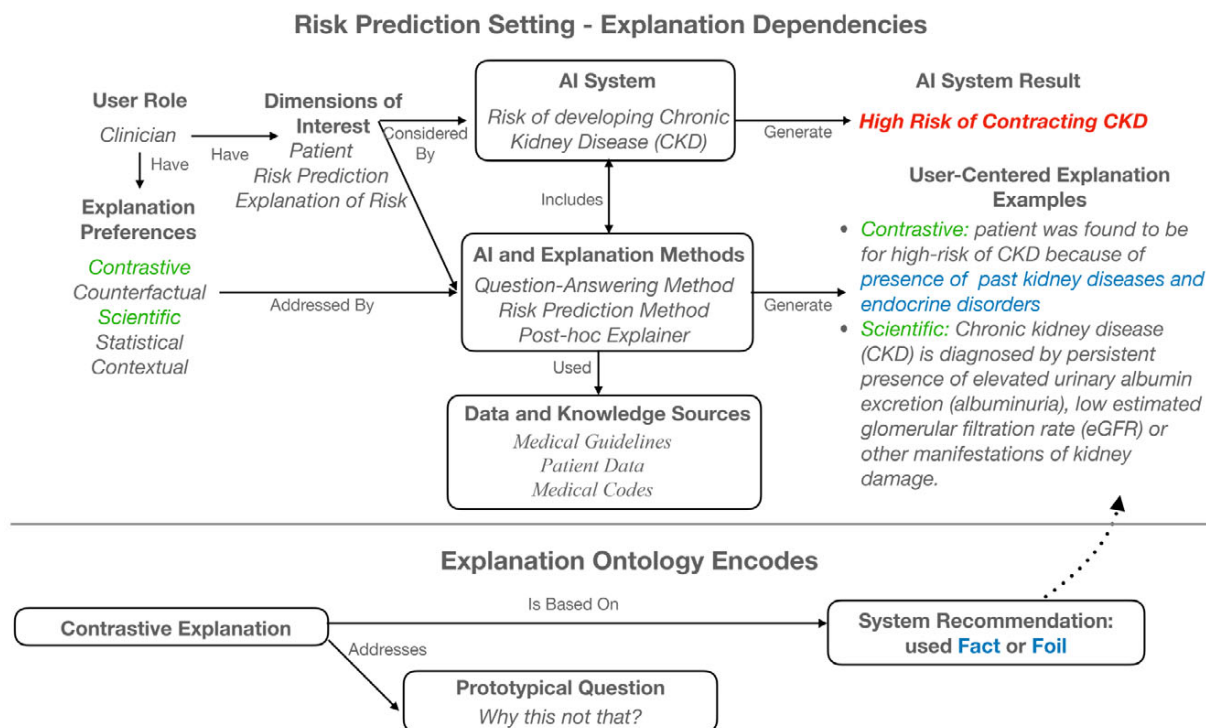 Risk Prediction Setting - Explanation Dependencies
User Role
Clinician
Have
Have
Dimensions of
Interest
Patient
Risk Prediction
Explanation of Risk
Considered
By
AI System
Risk of developing Chronic
Kidney Disease (CKD)
Generate
AI System Result
High Risk of Contracting CKD
Explanation
Preferences
Contrastive
Counterfactual
Scientific
Statistical
Contextual
Addressed By
Includes
AI and Explanation Methods
Question-Answering Method
Risk Prediction Method
Post-hoc Explainer
Generate
Used
Data and Knowledge Sources
Medical Guidelines
Patient Data
Medical Codes
User-Centered Explanation
Examples
• Contrastive: patient was found to be
for high-risk of CKD because of
presence of past kidney diseases and
endocrine disorders
• Scientific: Chronic kidney disease
(CKD) is diagnosed by persistent
presence of elevated urinary albumin
excretion (albuminuria), low estimated
glomerular filtration rate (eGFR) or
other manifestations of kidney
damage.
Explanation Ontology Encodes
Contrastive Explanation
Is Based On
System Recommendation:
used Fact or Foil
Addresses
Prototypical Question
Why this not that?